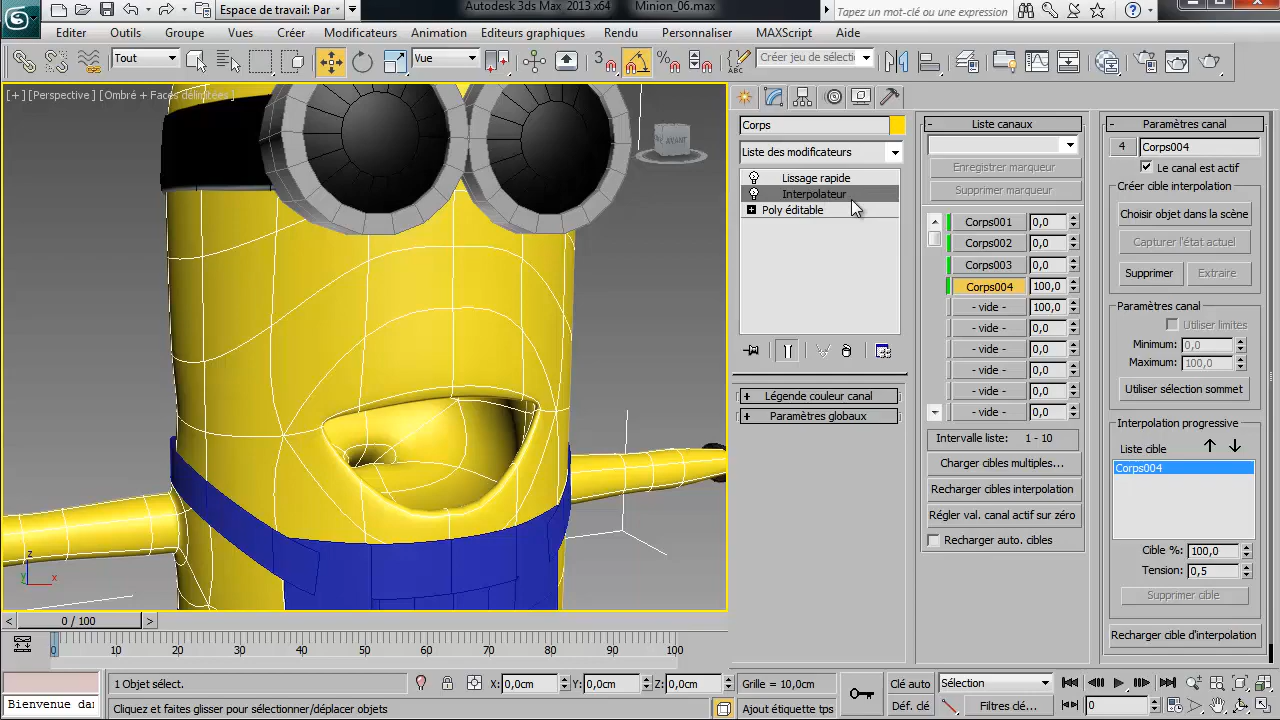 Espace de travail: Par
Autodesk 3ds Max 2013 x64
Minion_06.max
Tapez un mot-clé ou une expression
Editer
Outils
Groupe
Vues
Créer
Modificateurs
Animation
Editeurs graphiques
Rendu
Personnaliser
MAXScript
Aide
Tout
Vue
3
%
ABC
Créer jeu de sélecti
[+] [Perspective] [Ombré + Faces délimitées]
AVANT
z
y
x
< 0 / 100 >
0 10 20 30 40 50 60 70 80 90 100
Bienvenue dan
1 Objet sélect.
X: 0,0cm
Y: 0,0cm
Z: 0,0cm
Grille = 10,0cm
Cliquez et faites glisser pour sélectionner/déplacer objets
Ajout étiquette tps
Clé auto
Sélection
Déf. clé
Filtres clé...
0
Corps
Liste des modificateurs
Lissage rapide
Interpolateur
Poly éditable
+ Légende couleur canal
+ Paramètres globaux
- Liste canaux
Enregistrer marqueur
Supprimer marqueur
Corps001 0,0
Corps002 0,0
Corps003 0,0
Corps004 100,0
- vide - 100,0
- vide - 0,0
- vide - 0,0
- vide - 0,0
- vide - 0,0
- vide - 0,0
Intervalle liste: 1 - 10
Charger cibles multiples...
Recharger cibles interpolation
Régler val. canal actif sur zéro
Recharger auto. cibles
- Paramètres canal
4 Corps004
Le canal est actif
Créer cible interpolation
Choisir objet dans la scène
Capturer l'état actuel
Supprimer
Extraire
Paramètres canal
Utiliser limites
Minimum: 0,0
Maximum: 100,0
Utiliser sélection sommet
Interpolation progressive
Liste cible
Corps004
Cible %: 100,0
Tension: 0,5
Supprimer cible
Recharger cible d'interpolation